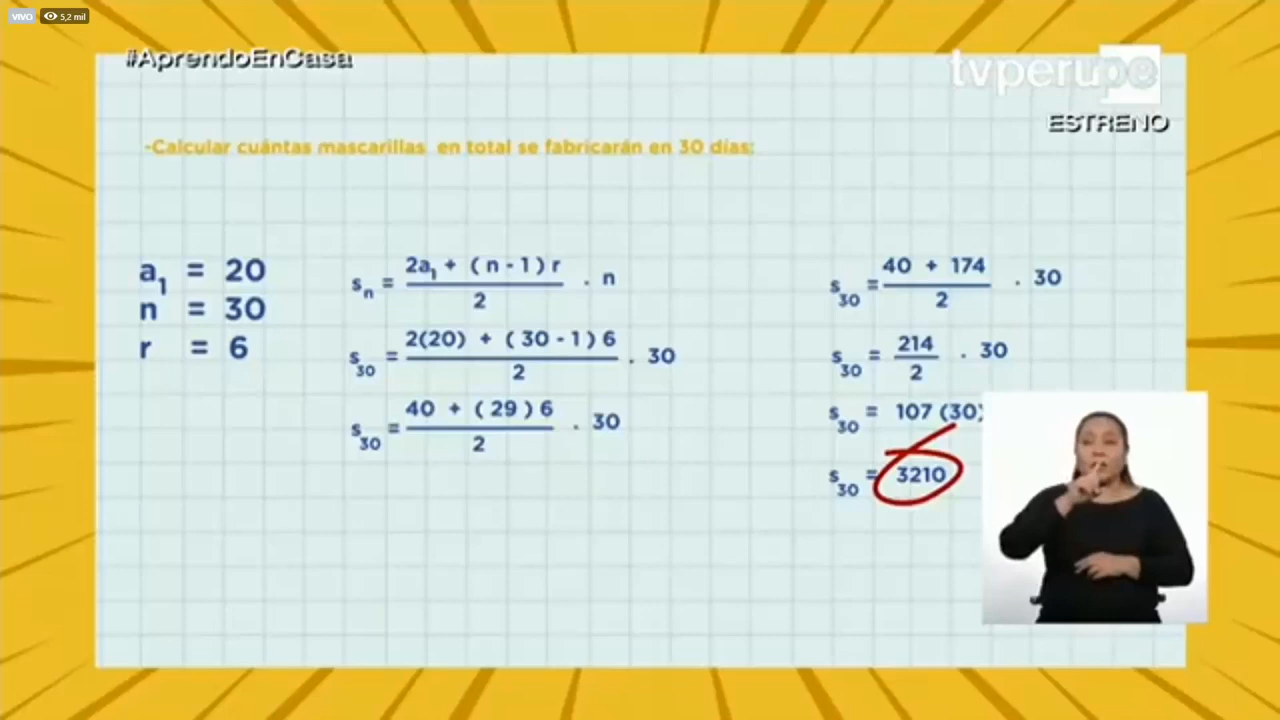 VIVO 5,2 mil
#AprendoEnCasa
tvperupe
ESTRENO
-Calcular cuántas mascarillas en total se fabricarán en 30 días:
a₁ = 20
n = 30
r = 6
sₙ = (2a₁ + (n - 1) r) / 2 . n
s₃₀ = (2(20) + (30 - 1) 6) / 2 . 30
s₃₀ = (40 + (29) 6) / 2 . 30
s₃₀ = (40 + 174) / 2 . 30
s₃₀ = 214 / 2 . 30
s₃₀ = 107 (30)
s₃₀ = 3210